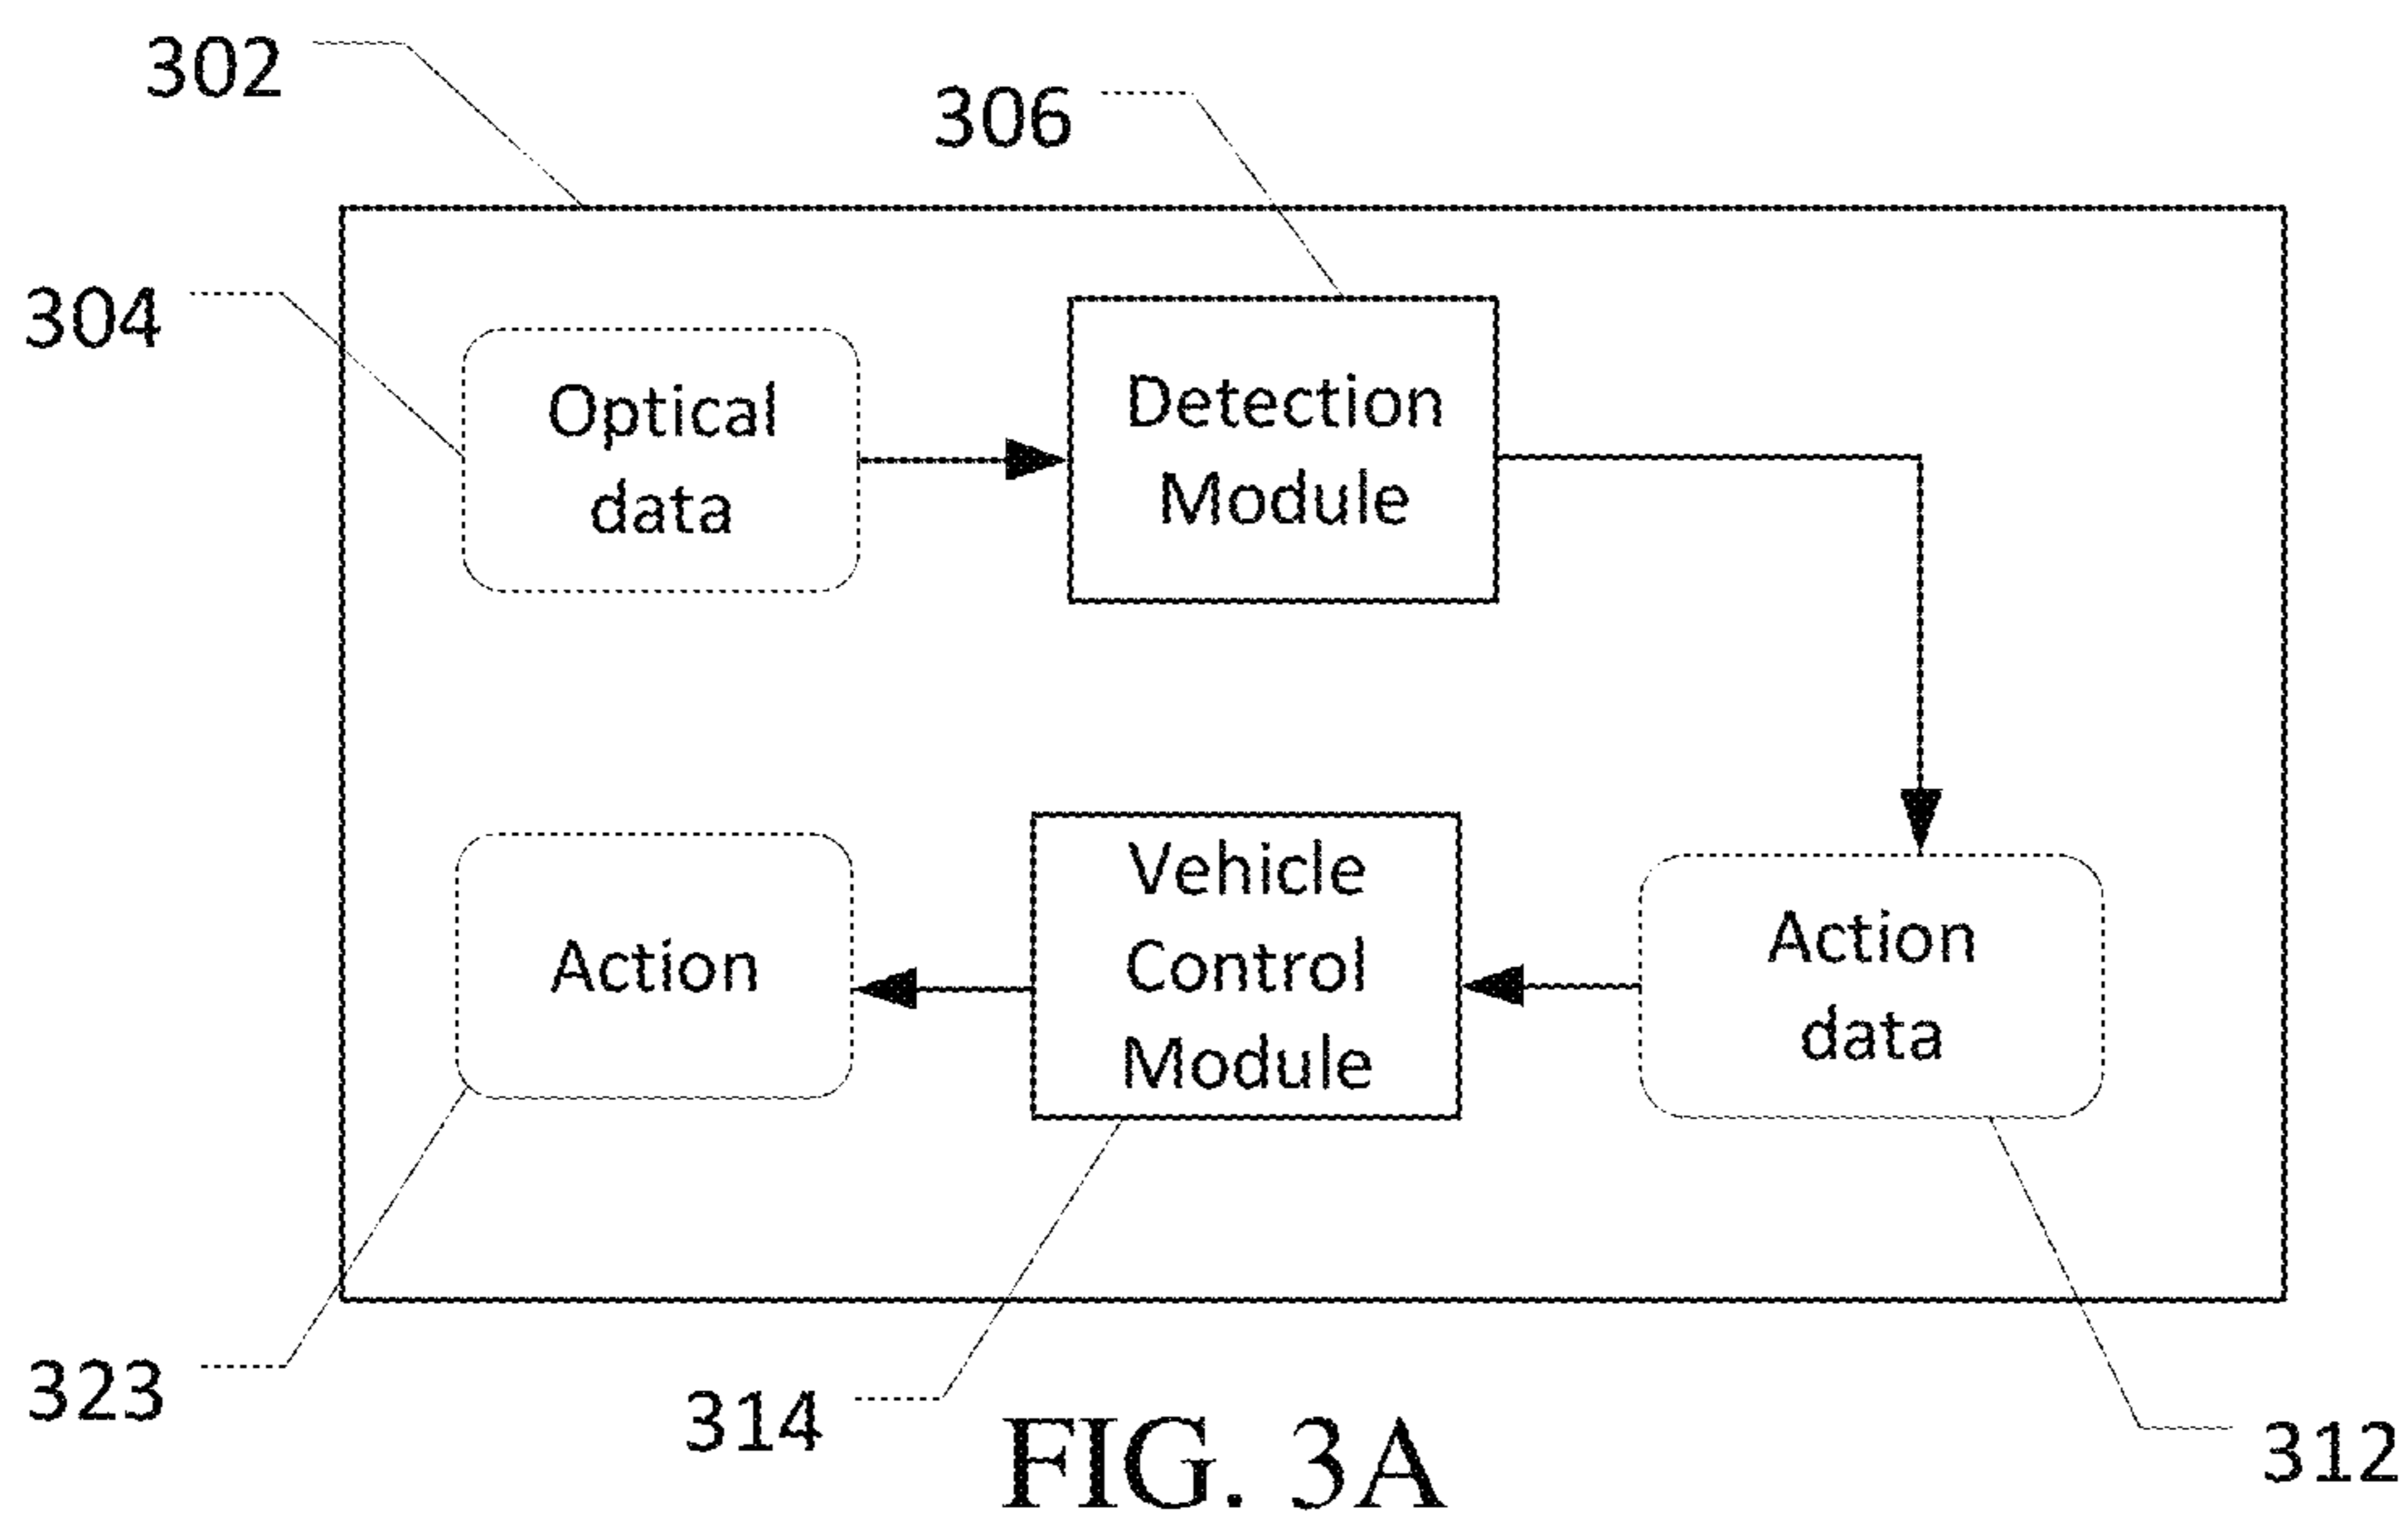 302
306
304
Optical
data
Detection
Module
Vehicle
Control
Module
Action
Action
data
323
314
312
FIG. 3A